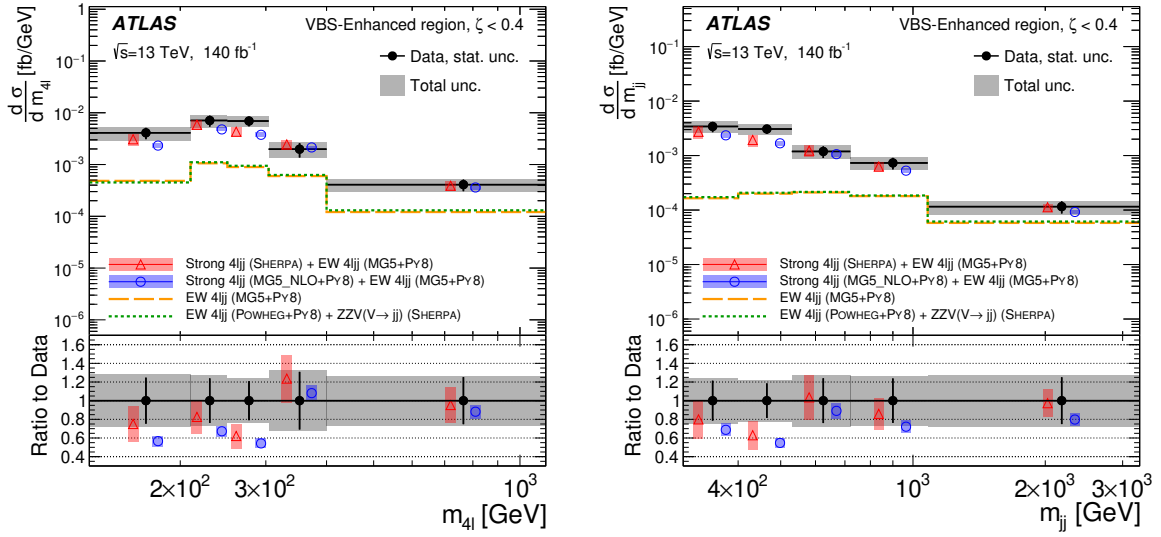 ATLAS VBS-Enhanced region, ζ < 0.4
√s=13 TeV, 140 fb⁻¹
Data, stat. unc.
Total unc.
d σ / d m4l [fb/GeV]
1
10⁻¹
10⁻²
10⁻³
10⁻⁴
10⁻⁵
10⁻⁶
Strong 4ljj (SHERPA) + EW 4ljj (MG5+PY8)
Strong 4ljj (MG5_NLO+PY8) + EW 4ljj (MG5+PY8)
EW 4ljj (MG5+PY8)
EW 4ljj (POWHEG+PY8) + ZZV(V→ jj) (SHERPA)
Ratio to Data
1.6
1.4
1.2
1
0.8
0.6
0.4
2×10² 3×10² 10³
m4l [GeV]
ATLAS VBS-Enhanced region, ζ < 0.4
√s=13 TeV, 140 fb⁻¹
Data, stat. unc.
Total unc.
d σ / d mjj [fb/GeV]
1
10⁻¹
10⁻²
10⁻³
10⁻⁴
10⁻⁵
10⁻⁶
Strong 4ljj (SHERPA) + EW 4ljj (MG5+PY8)
Strong 4ljj (MG5_NLO+PY8) + EW 4ljj (MG5+PY8)
EW 4ljj (MG5+PY8)
EW 4ljj (POWHEG+PY8) + ZZV(V→ jj) (SHERPA)
Ratio to Data
1.6
1.4
1.2
1
0.8
0.6
0.4
4×10² 10³ 2×10³ 3×10³
mjj [GeV]